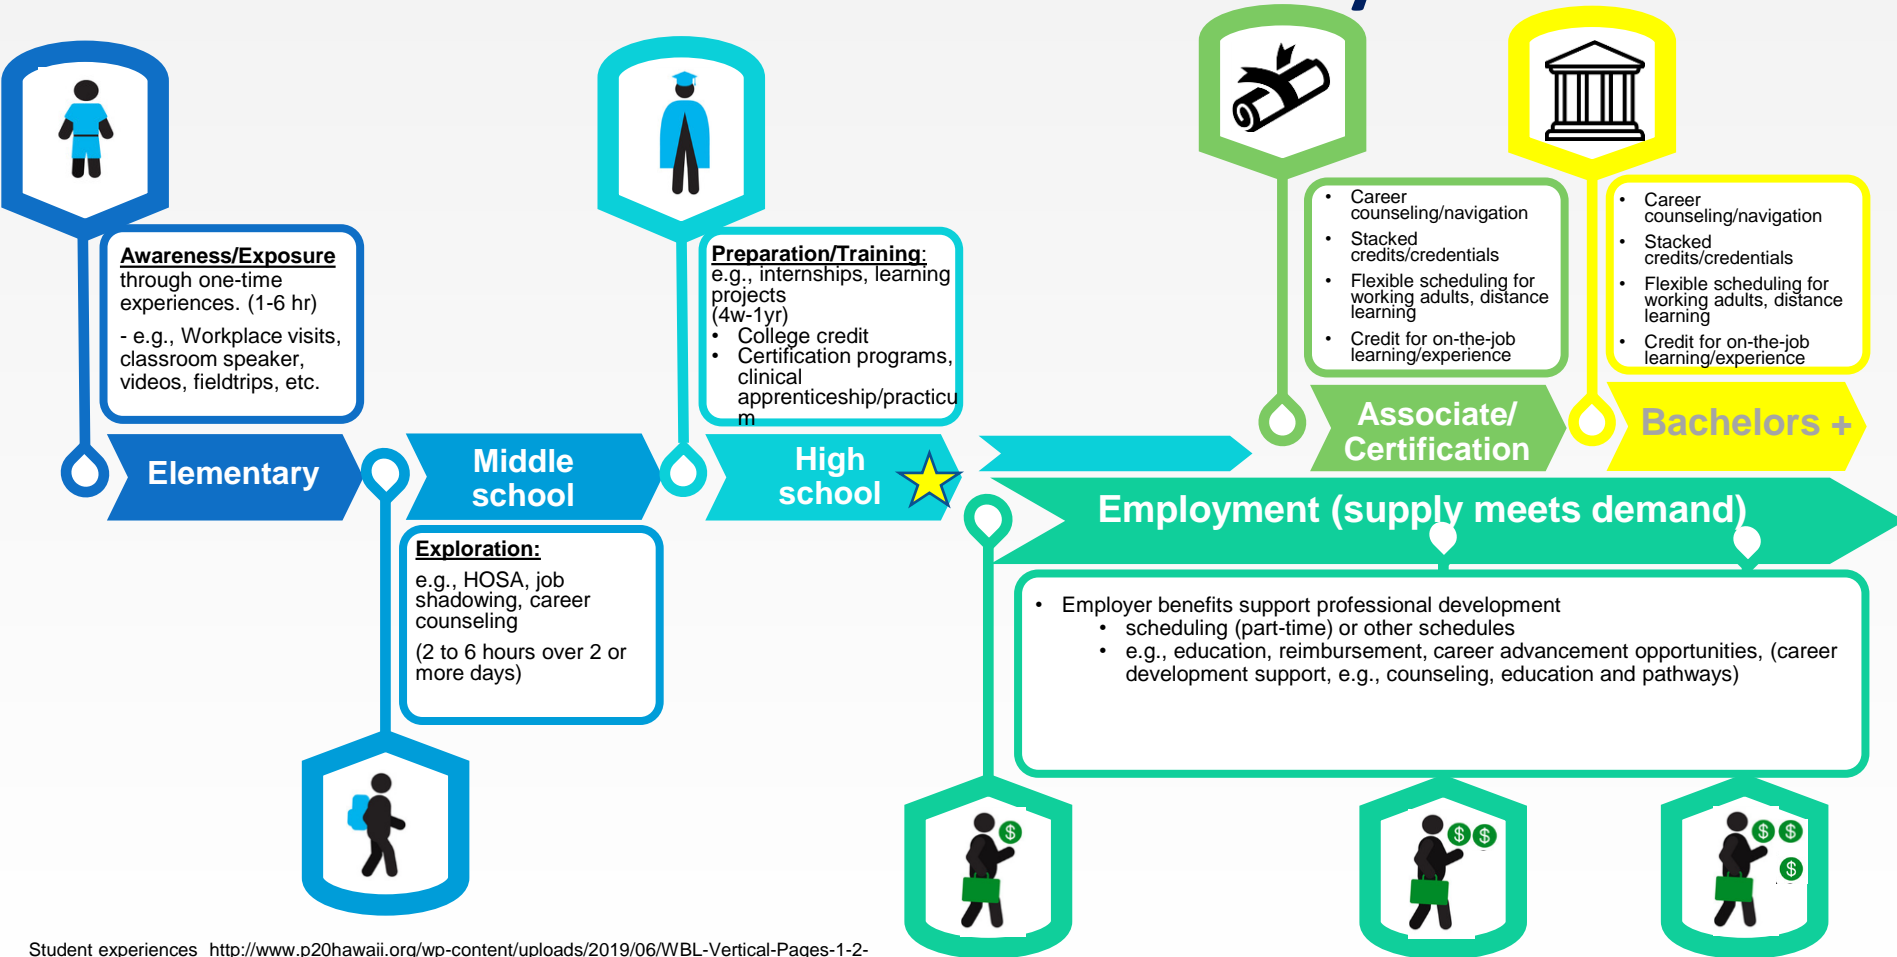 Awareness/Exposure
through one-time
experiences. (1-6 hr)
- e.g., Workplace visits,
classroom speaker,
videos, fieldtrips, etc.
Elementary
Middle
school
Exploration:
e.g., HOSA, job
shadowing, career
counseling
(2 to 6 hours over 2 or
more days)
Preparation/Training:
e.g., internships, learning
projects
(4w-1yr)
• College credit
• Certification programs,
clinical
apprenticeship/practicu
m
High
school
• Career
counseling/navigation
• Stacked
credits/credentials
• Flexible scheduling for
working adults, distance
learning
• Credit for on-the-job
learning/experience
Associate/
Certification
• Career
counseling/navigation
• Stacked
credits/credentials
• Flexible scheduling for
working adults, distance
learning
• Credit for on-the-job
learning/experience
Bachelors +
Employment (supply meets demand)
• Employer benefits support professional development
• scheduling (part-time) or other schedules
• e.g., education, reimbursement, career advancement opportunities, (career
development support, e.g., counseling, education and pathways)
$
$ $
$ $
$
Student experiences http://www.p20hawaii.org/wp-content/uploads/2019/06/WBL-Vertical-Pages-1-2-